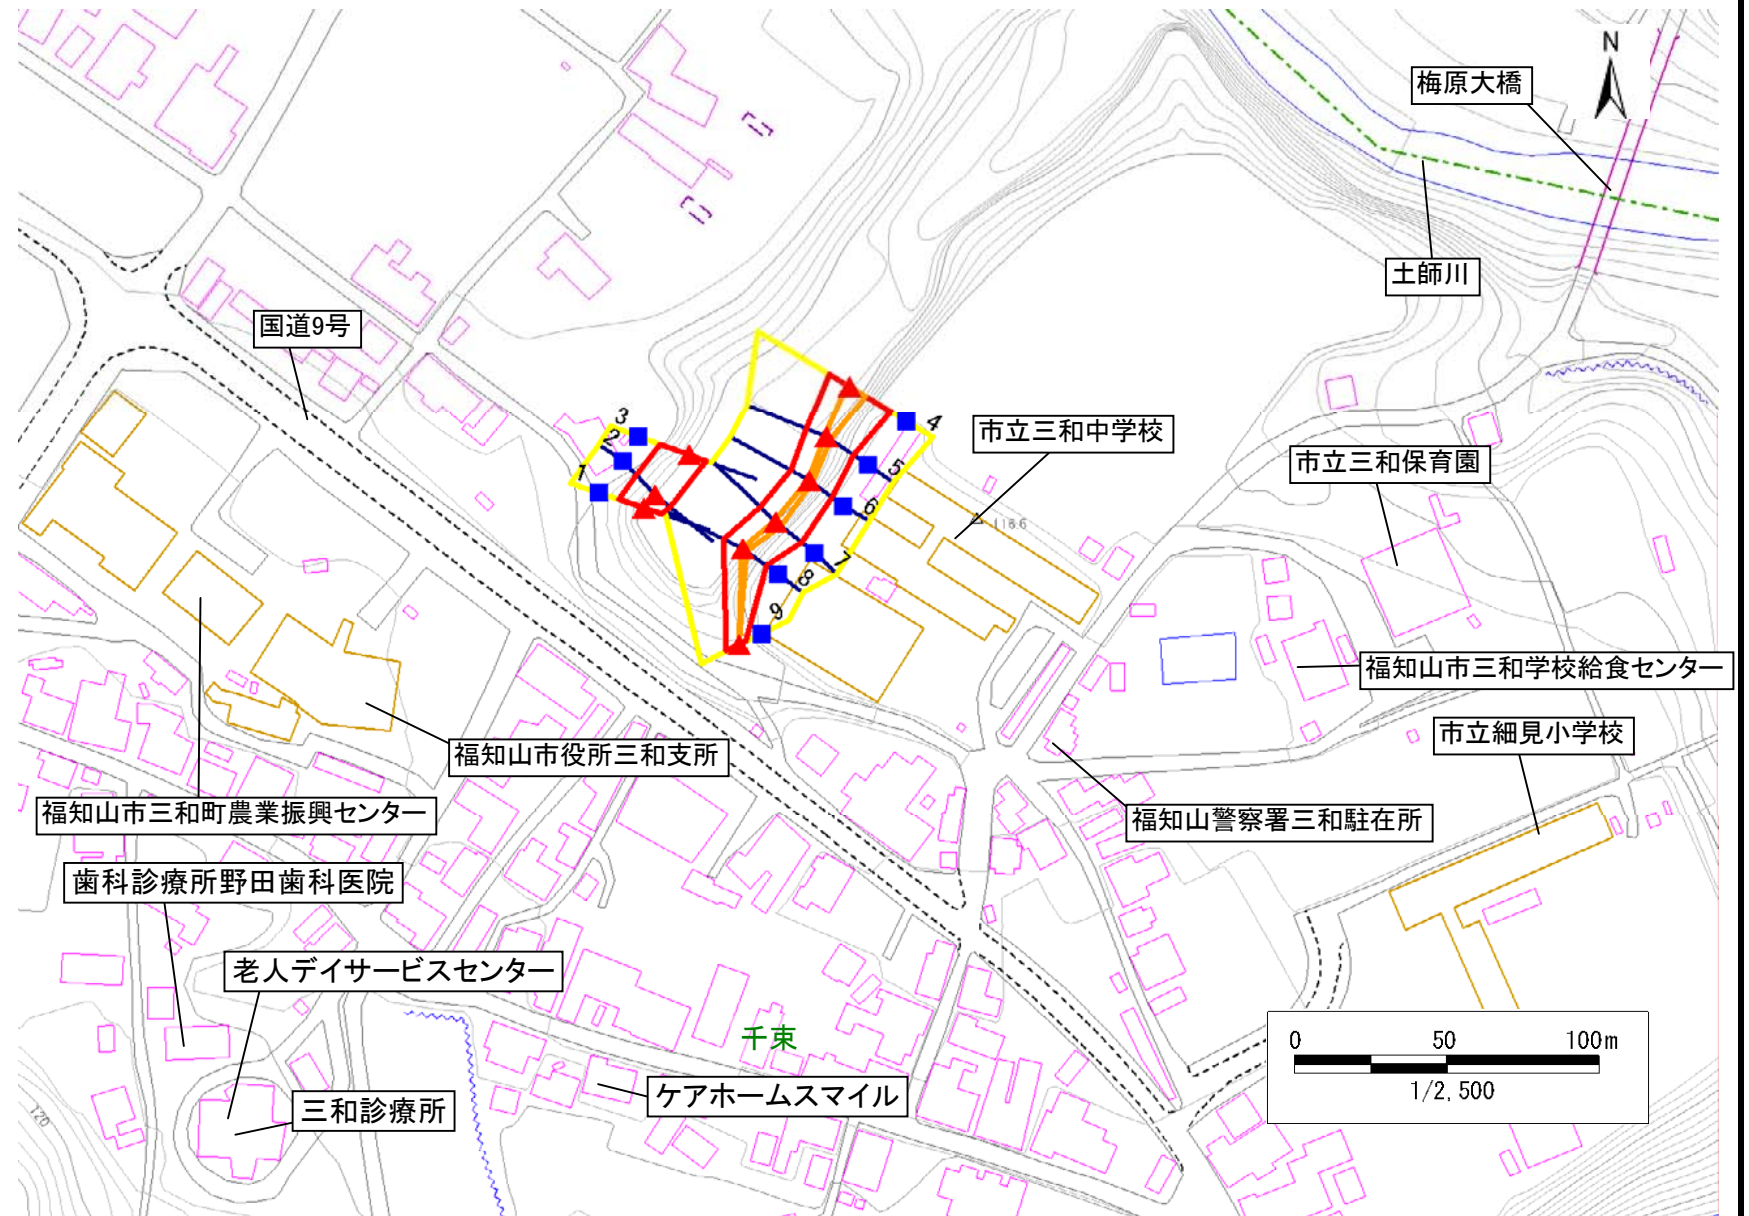 N
梅原大橋
土師川
国道9号
3
2
1
4
5
6
7
8
9
市立三和中学校
116.6
市立三和保育園
福知山市三和学校給食センター
市立細見小学校
福知山市役所三和支所
福知山市三和町農業振興センター
福知山警察署三和駐在所
歯科診療所野田歯科医院
老人デイサービスセンター
千束
ケアホームスマイル
三和診療所
120
0 50 100m
1/2,500